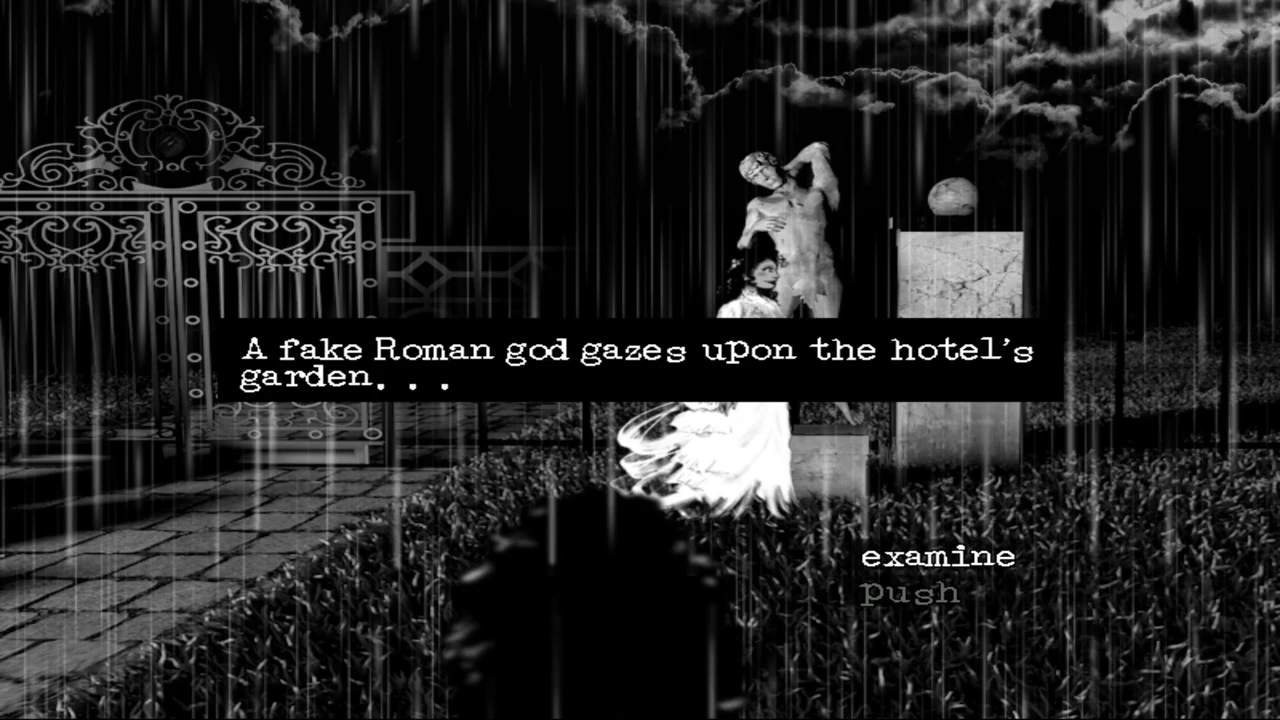 A fake Roman god gazes upon the hotel's
garden. . .
examine
push